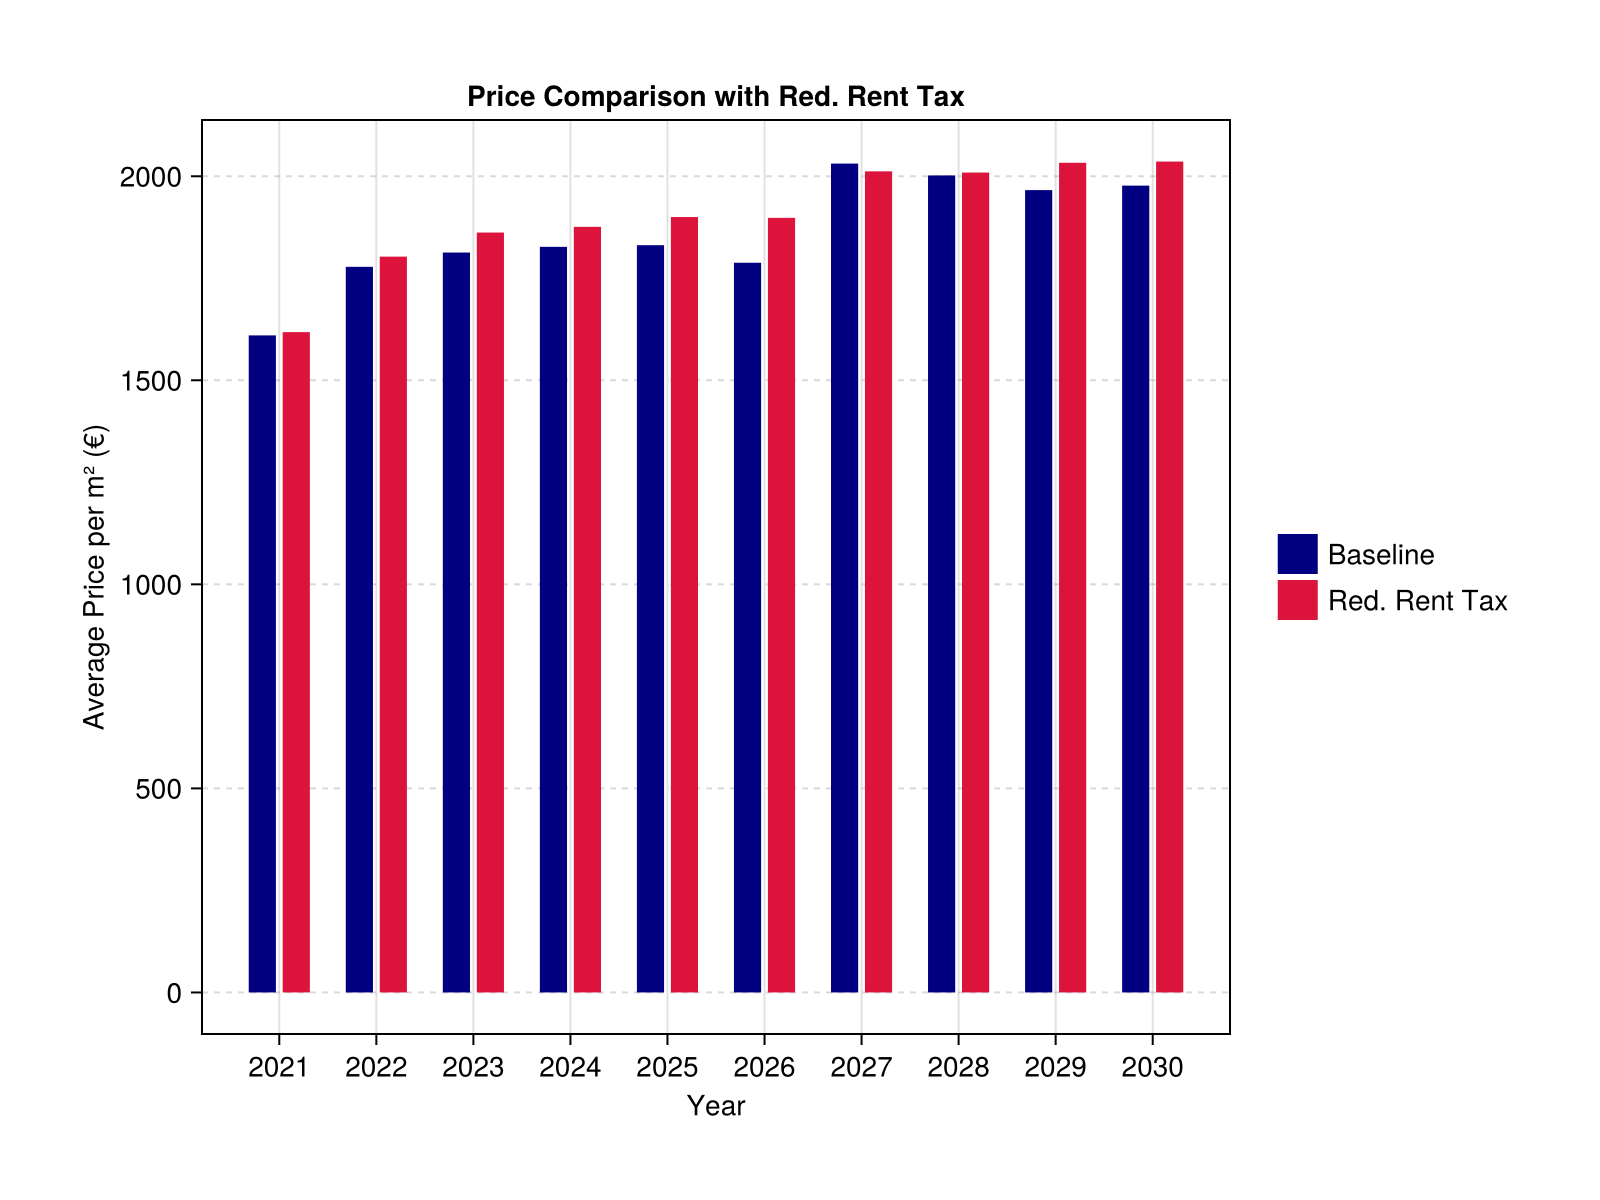 Price Comparison with Red. Rent Tax
Average Price per m² (€)
2000
1500
1000
500
0
2021 2022 2023 2024 2025 2026 2027 2028 2029 2030
Year
Baseline
Red. Rent Tax